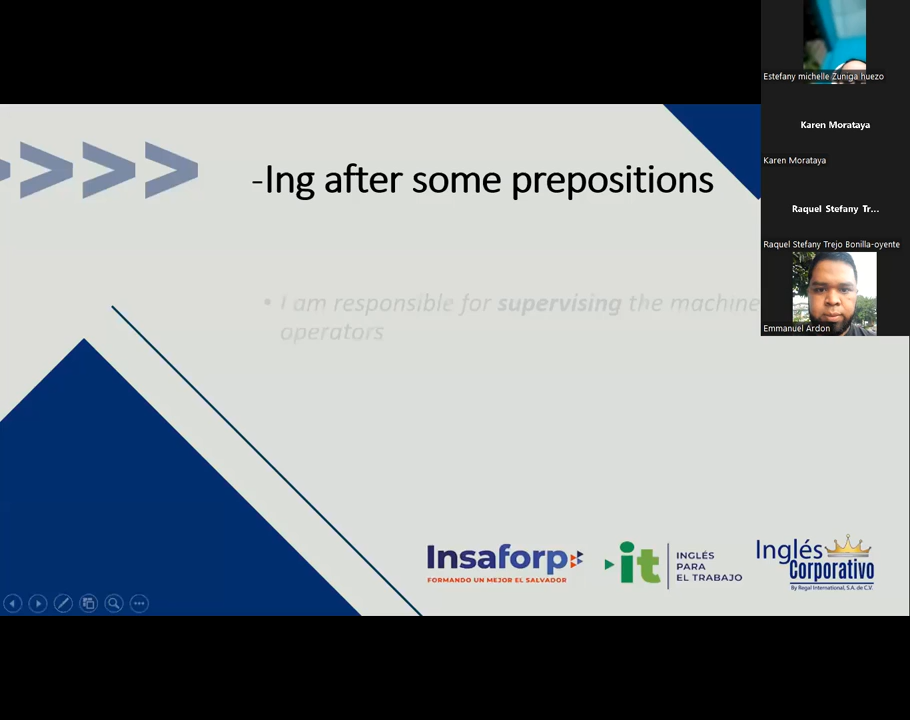 Estefany michelle Zuniga huezo
Karen Morataya
Karen Morataya
Raquel Stefany Tr...
Raquel Stefany Trejo Bonilla-oyente
Emmanuel Ardon
-Ing after some prepositions
• I am responsible for supervising the machine
operators
Insaforp
FORMANDO UN MEJOR EL SALVADOR
it
INGLÉS
PARA
EL TRABAJO
Inglés
Corporativo
By Regal International, S.A. de C.V.